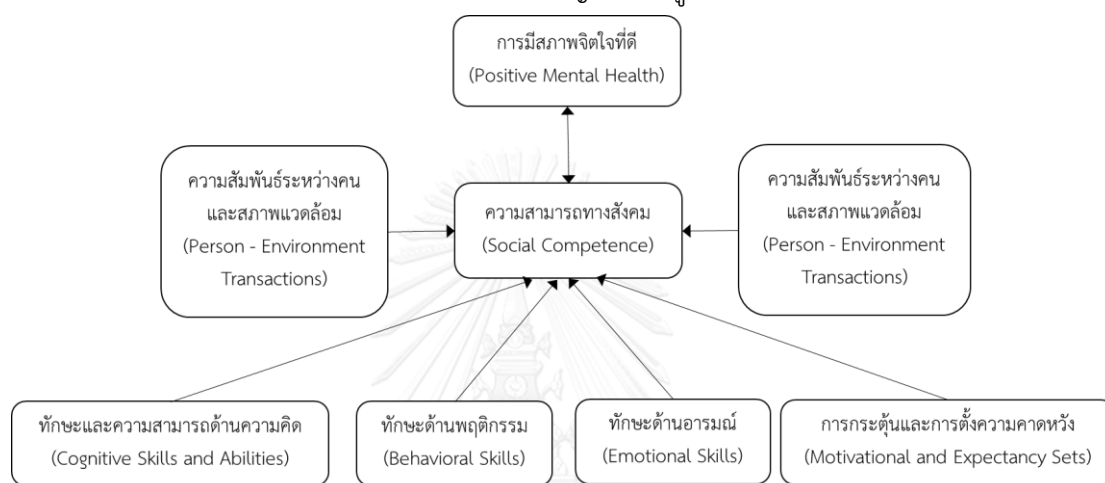 การมีสภาพจิตใจที่ดี
(Positive Mental Health)
ความสัมพันธ์ระหว่างคน
และสภาพแวดล้อม
(Person - Environment
Transactions)
ความสามารถทางสังคม
(Social Competence)
ความสัมพันธ์ระหว่างคน
และสภาพแวดล้อม
(Person - Environment
Transactions)
ทักษะและความสามารถด้านความคิด
(Cognitive Skills and Abilities)
ทักษะด้านพฤติกรรม
(Behavioral Skills)
ทักษะด้านอารมณ์
(Emotional Skills)
การกระตุ้นและการตั้งความคาดหวัง
(Motivational and Expectancy Sets)